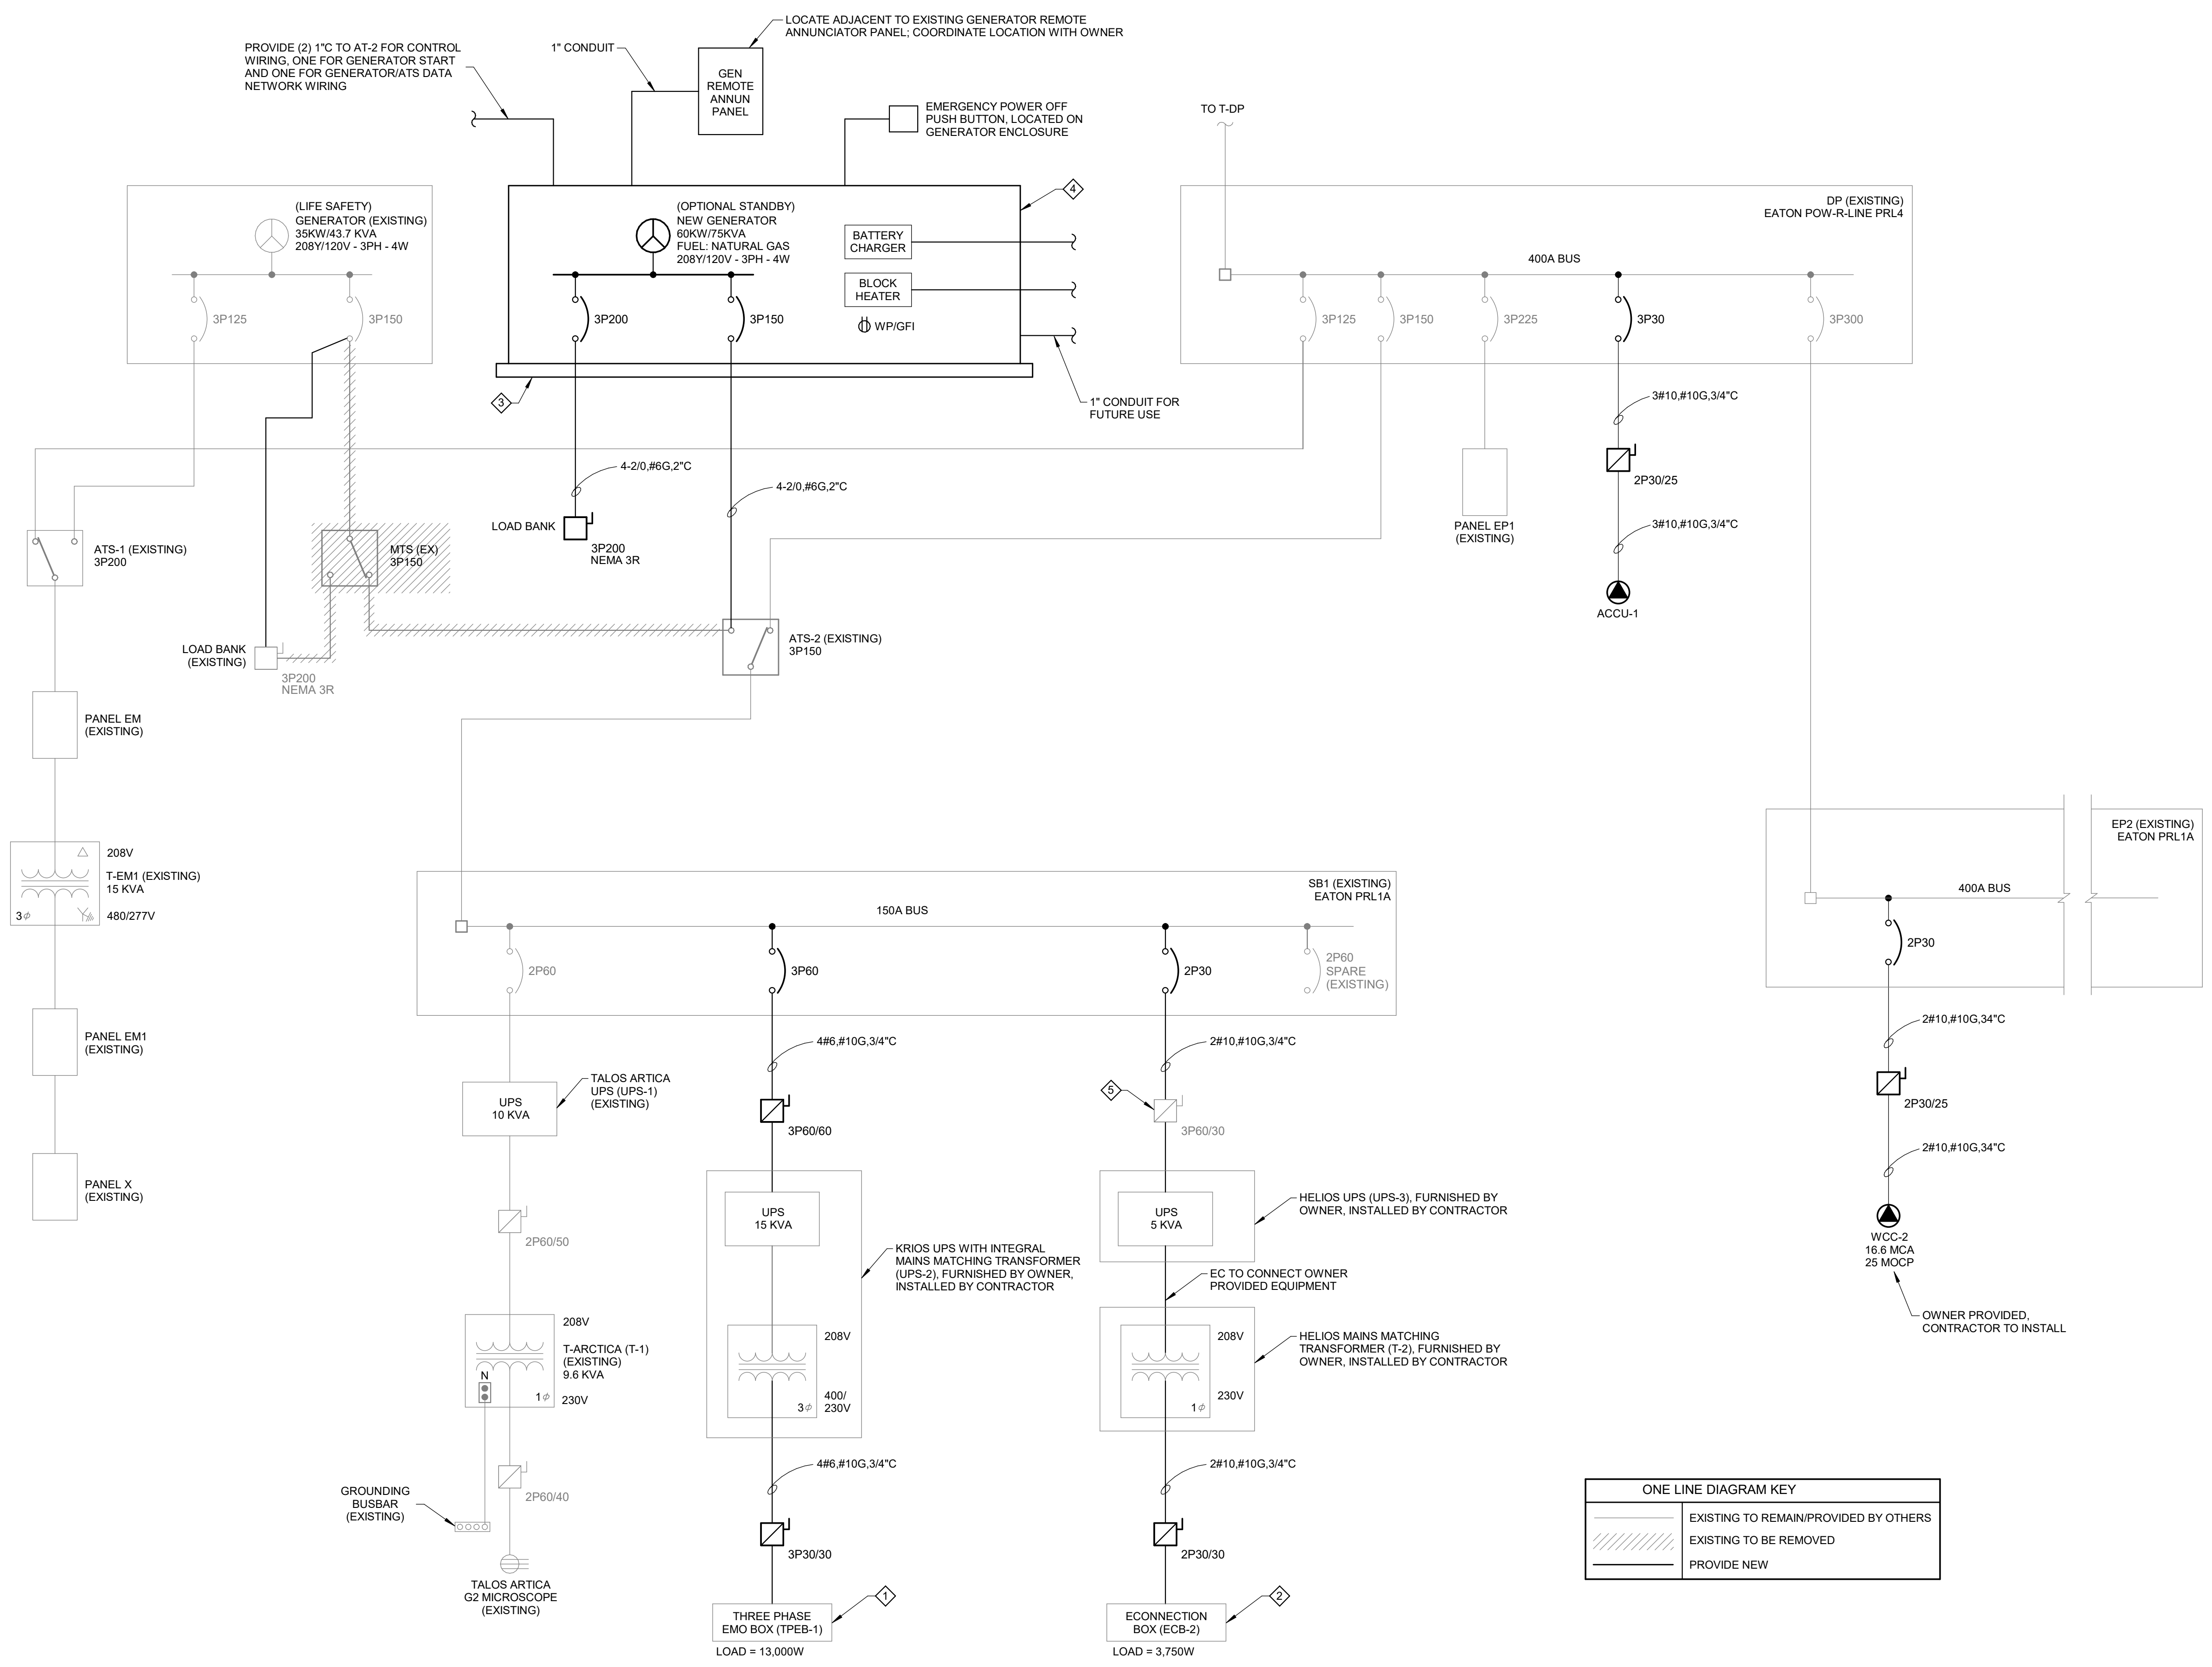 LOCATE ADJACENT TO EXISTING GENERATOR REMOTE
ANNUNCIATOR PANEL; COORDINATE LOCATION WITH OWNER
PROVIDE (2) 1"C TO AT-2 FOR CONTROL
WIRING, ONE FOR GENERATOR START
AND ONE FOR GENERATOR/ATS DATA
NETWORK WIRING
1" CONDUIT
GEN
REMOTE
ANNUN
PANEL
EMERGENCY POWER OFF
PUSH BUTTON, LOCATED ON
GENERATOR ENCLOSURE
TO T-DP
(LIFE SAFETY)
GENERATOR (EXISTING)
35KW/43.7 KVA
208Y/120V - 3PH - 4W
3P125
3P150
(OPTIONAL STANDBY)
NEW GENERATOR
60KW/75KVA
FUEL: NATURAL GAS
208Y/120V - 3PH - 4W
3P200
3P150
BATTERY
CHARGER
BLOCK
HEATER
WP/GFI
4
3
1" CONDUIT FOR
FUTURE USE
DP (EXISTING)
EATON POW-R-LINE PRL4
400A BUS
3P125
3P150
3P225
3P30
3P300
3#10,#10G,3/4"C
2P30/25
3#10,#10G,3/4"C
ACCU-1
PANEL EP1
(EXISTING)
4-2/0,#6G,2"C
4-2/0,#6G,2"C
LOAD BANK
3P200
NEMA 3R
ATS-1 (EXISTING)
3P200
MTS (EX)
3P150
LOAD BANK
(EXISTING)
3P200
NEMA 3R
ATS-2 (EXISTING)
3P150
PANEL EM
(EXISTING)
208V
T-EM1 (EXISTING)
15 KVA
3ϕ
480/277V
PANEL EM1
(EXISTING)
PANEL X
(EXISTING)
SB1 (EXISTING)
EATON PRL1A
150A BUS
2P60
3P60
2P30
2P60
SPARE
(EXISTING)
EP2 (EXISTING)
EATON PRL1A
400A BUS
2P30
2#10,#10G,34"C
2P30/25
2#10,#10G,34"C
WCC-2
16.6 MCA
25 MOCP
OWNER PROVIDED,
CONTRACTOR TO INSTALL
UPS
10 KVA
TALOS ARTICA
UPS (UPS-1)
(EXISTING)
2P60/50
208V
T-ARCTICA (T-1)
(EXISTING)
9.6 KVA
N
1ϕ
230V
2P60/40
GROUNDING
BUSBAR
(EXISTING)
TALOS ARTICA
G2 MICROSCOPE
(EXISTING)
4#6,#10G,3/4"C
3P60/60
UPS
15 KVA
KRIOS UPS WITH INTEGRAL
MAINS MATCHING TRANSFORMER
(UPS-2), FURNISHED BY OWNER,
INSTALLED BY CONTRACTOR
208V
400/
230V
3ϕ
4#6,#10G,3/4"C
3P30/30
1
THREE PHASE
EMO BOX (TPEB-1)
LOAD = 13,000W
2#10,#10G,3/4"C
5
3P60/30
UPS
5 KVA
HELIOS UPS (UPS-3), FURNISHED BY
OWNER, INSTALLED BY CONTRACTOR
EC TO CONNECT OWNER
PROVIDED EQUIPMENT
208V
HELIOS MAINS MATCHING
TRANSFORMER (T-2), FURNISHED BY
OWNER, INSTALLED BY CONTRACTOR
230V
1ϕ
2#10,#10G,3/4"C
2P30/30
2
ECONNECTION
BOX (ECB-2)
LOAD = 3,750W
ONE LINE DIAGRAM KEY
EXISTING TO REMAIN/PROVIDED BY OTHERS
EXISTING TO BE REMOVED
PROVIDE NEW